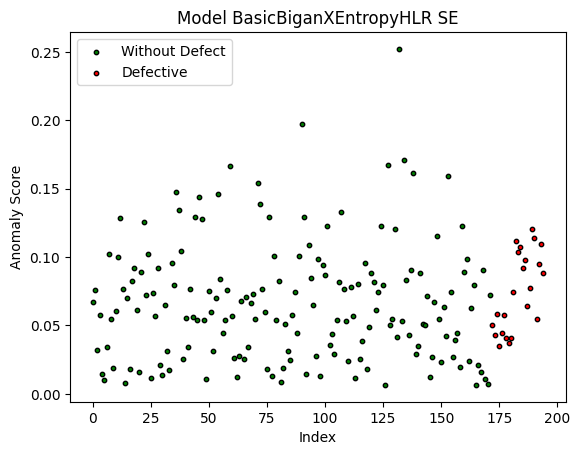 Model BasicBiganXEntropyHLR SE
Without Defect
Defective
Anomaly Score
0.25
0.20
0.15
0.10
0.05
0.00
0 25 50 75 100 125 150 175 200
Index